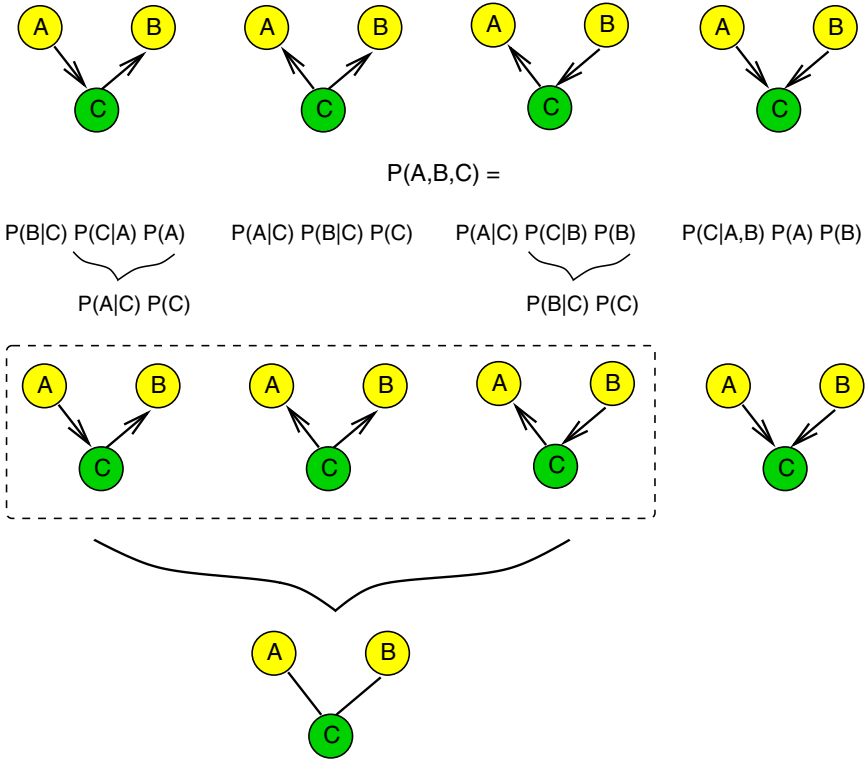 A B A B A B A B
C C C C
P(A,B,C) =
P(B|C) P(C|A) P(A) P(A|C) P(B|C) P(C) P(A|C) P(C|B) P(B) P(C|A,B) P(A) P(B)
P(A|C) P(C) P(B|C) P(C)
A B A B A B A B
C C C C
A B
C